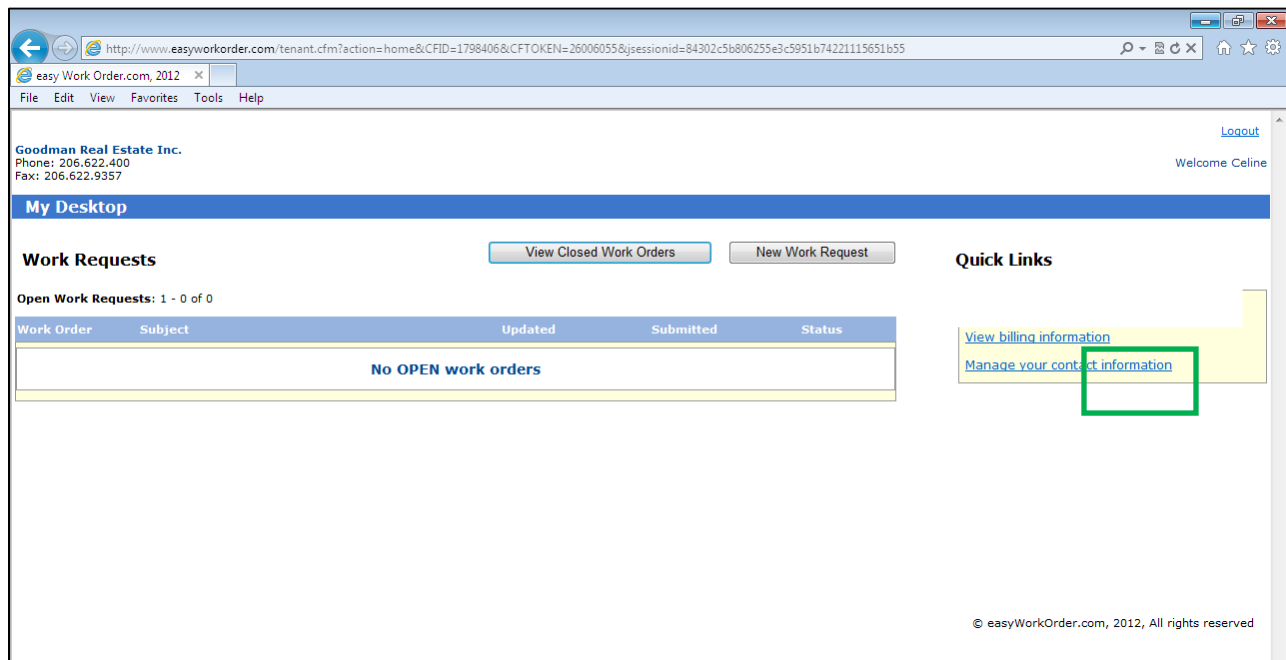 http://www.easyworkorder.com/tenant.cfm?action=home&CFID=1798406&CFTOKEN=26006055&jsessionid=84302c5b806255e3c5951b74221115651b55
easy Work Order.com, 2012
File Edit View Favorites Tools Help
Logout
Goodman Real Estate Inc.
Phone: 206.622.400
Welcome Celine
Fax: 206.622.9357
My Desktop
Work Requests
View Closed Work Orders
New Work Request
Quick Links
Open Work Requests: 1 - 0 of 0
Work Order Subject Updated Submitted Status
View billing information
No OPEN work orders
Manage your contact information
© easyWorkOrder.com, 2012, All rights reserved